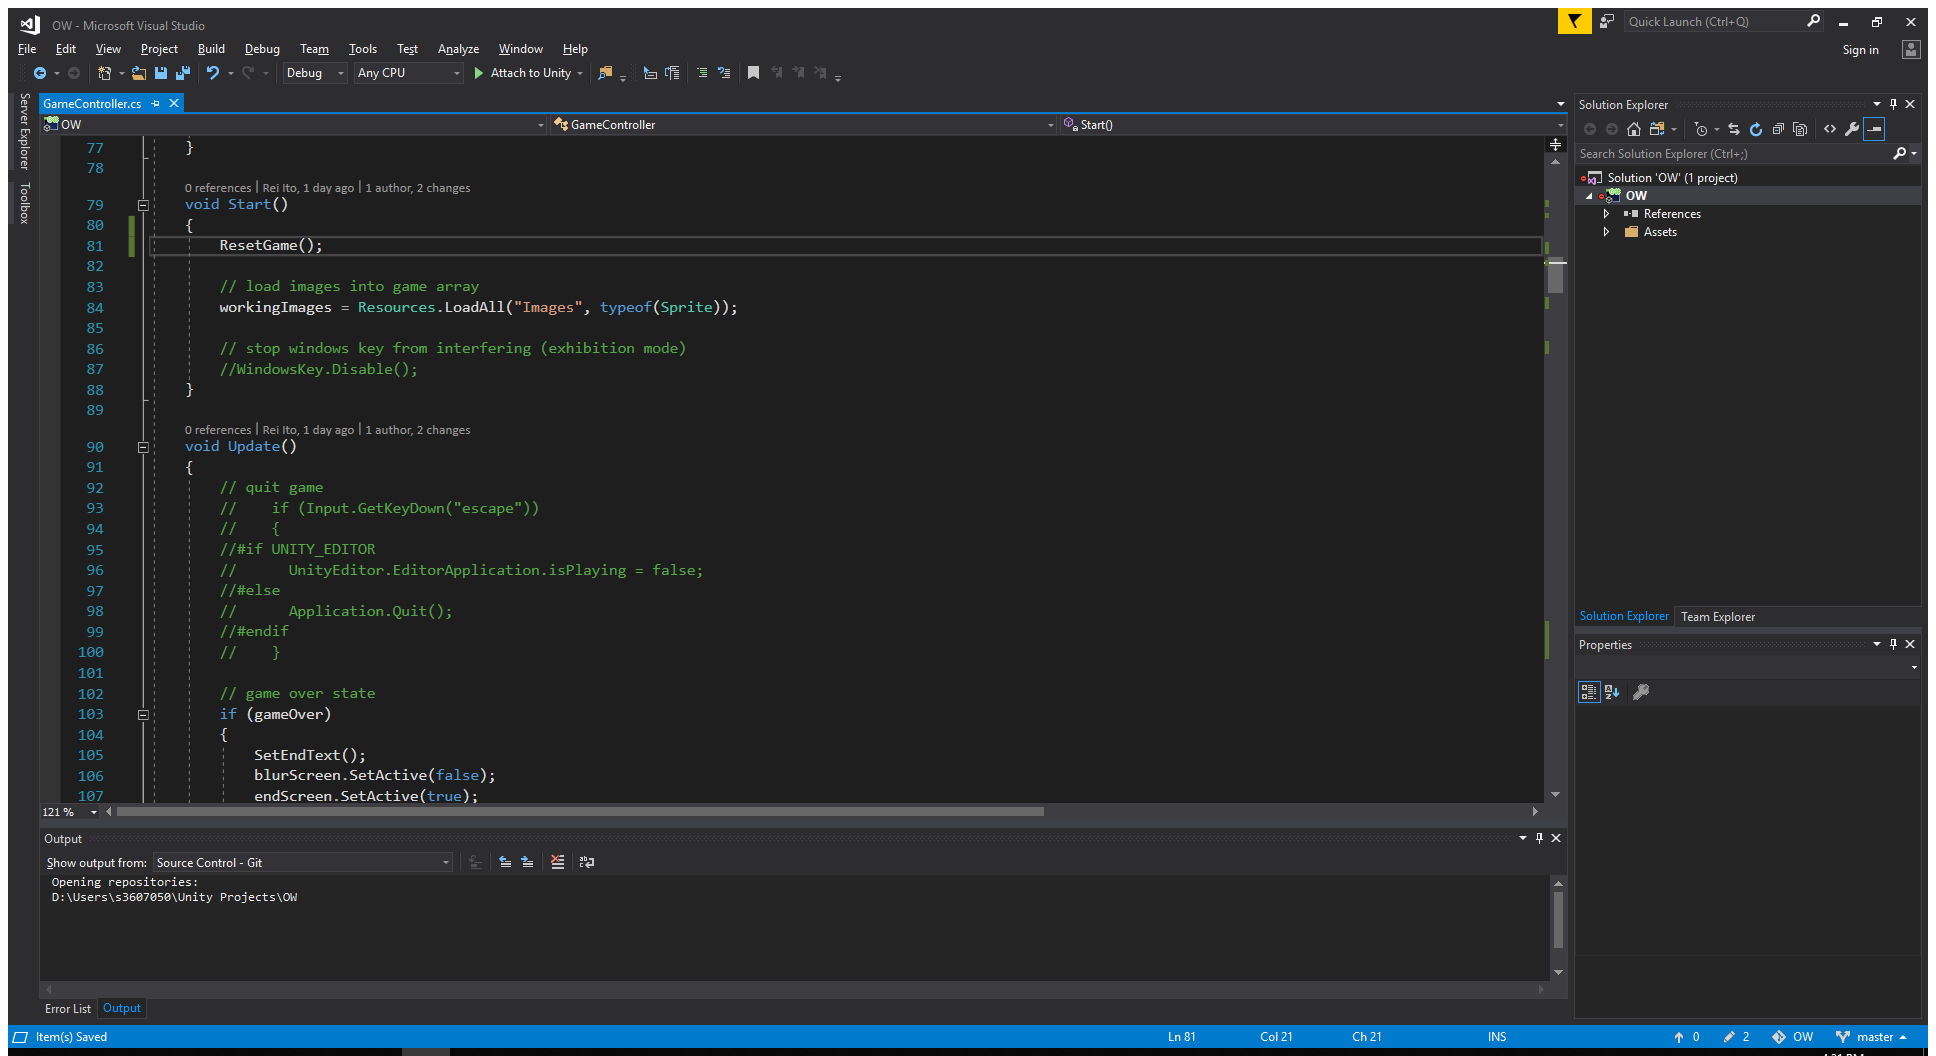 OW - Microsoft Visual Studio
Quick Launch (Ctrl+Q)
File Edit View Project Build Debug Team Tools Test Analyze Window Help
Sign in
Debug Any CPU Attach to Unity
Server Explorer
Toolbox
GameController.cs
OW GameController Start()
77 }
78
0 references | Rei Ito, 1 day ago | 1 author, 2 changes
79 void Start()
80 {
81 ResetGame();
82
83 // load images into game array
84 workingImages = Resources.LoadAll("Images", typeof(Sprite));
85
86 // stop windows key from interfering (exhibition mode)
87 //WindowsKey.Disable();
88 }
89
0 references | Rei Ito, 1 day ago | 1 author, 2 changes
90 void Update()
91 {
92 // quit game
93 //    if (Input.GetKeyDown("escape"))
94 //    {
95 //#if UNITY_EDITOR
96 //      UnityEditor.EditorApplication.isPlaying = false;
97 //#else
98 //      Application.Quit();
99 //#endif
100 //    }
101
102 // game over state
103 if (gameOver)
104 {
105 SetEndText();
106 blurScreen.SetActive(false);
107 endScreen.SetActive(true);
121 %
Solution Explorer
Search Solution Explorer (Ctrl+;)
Solution 'OW' (1 project)
OW
References
Assets
Solution Explorer Team Explorer
Properties
Output
Show output from: Source Control - Git
Opening repositories:
D:\Users\s3607050\Unity Projects\OW
Error List Output
Item(s) Saved Ln 81 Col 21 Ch 21 INS 0 2 OW master